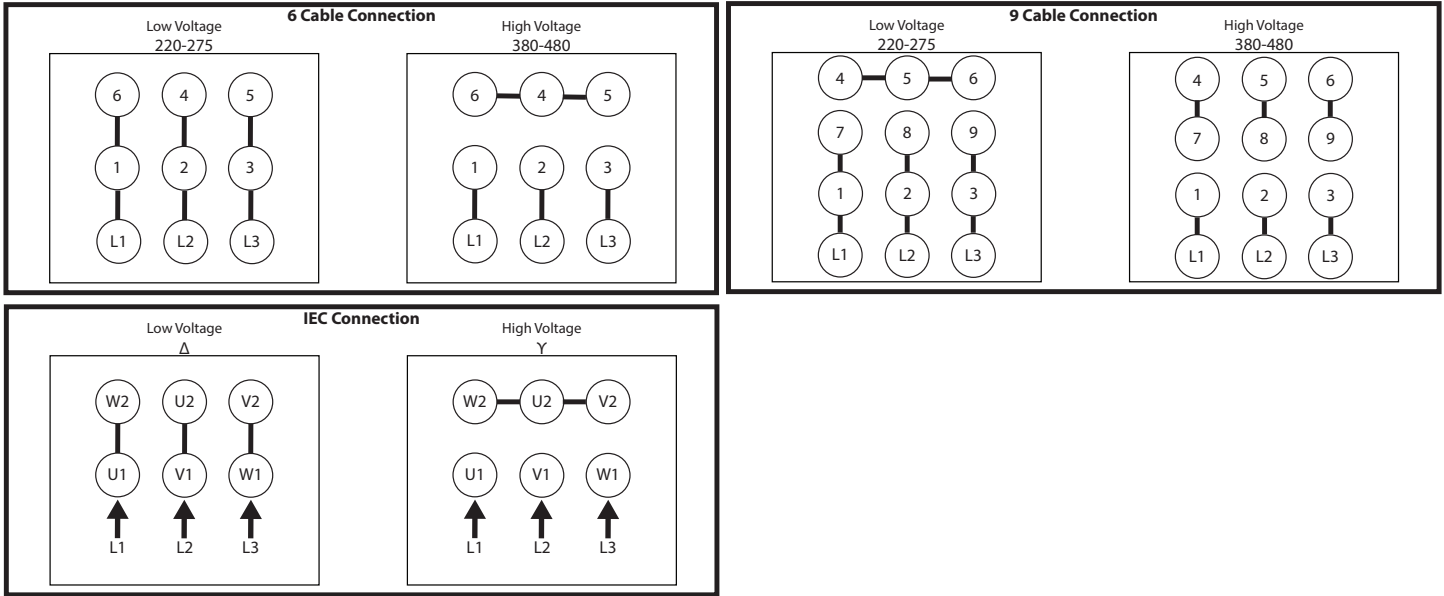 6 Cable Connection
Low Voltage
220-275
High Voltage
380-480
6 4 5
1 2 3
L1 L2 L3
6 4 5
1 2 3
L1 L2 L3
9 Cable Connection
Low Voltage
220-275
High Voltage
380-480
4 5 6
7 8 9
1 2 3
L1 L2 L3
4 5 6
7 8 9
1 2 3
L1 L2 L3
IEC Connection
Low Voltage
Δ
High Voltage
Y
W2 U2 V2
U1 V1 W1
L1 L2 L3
W2 U2 V2
U1 V1 W1
L1 L2 L3